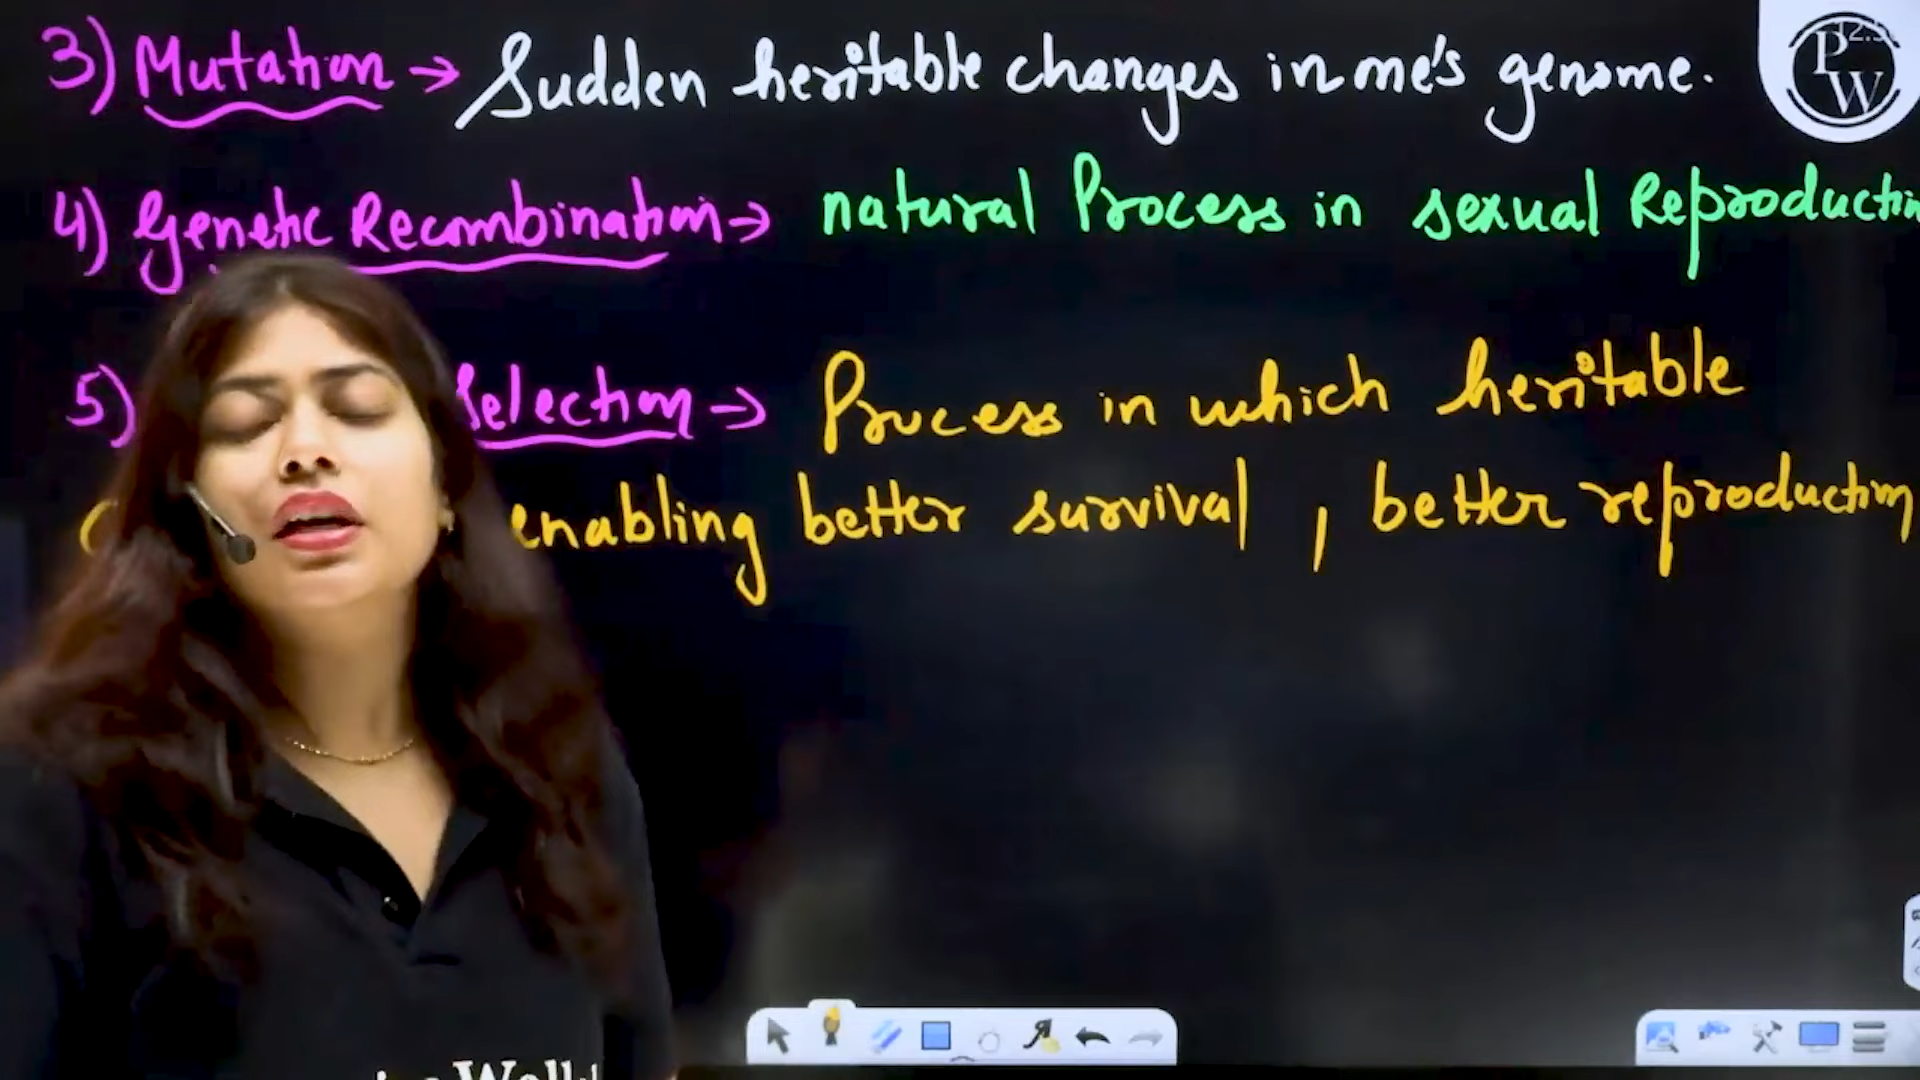 3) Mutation → Sudden heritable changes in me's genome.
PW
4) Genetic Recombination → natural Process in sexual Reproductin
5) Selection → Process in which heritable
enabling better survival, better reproduction